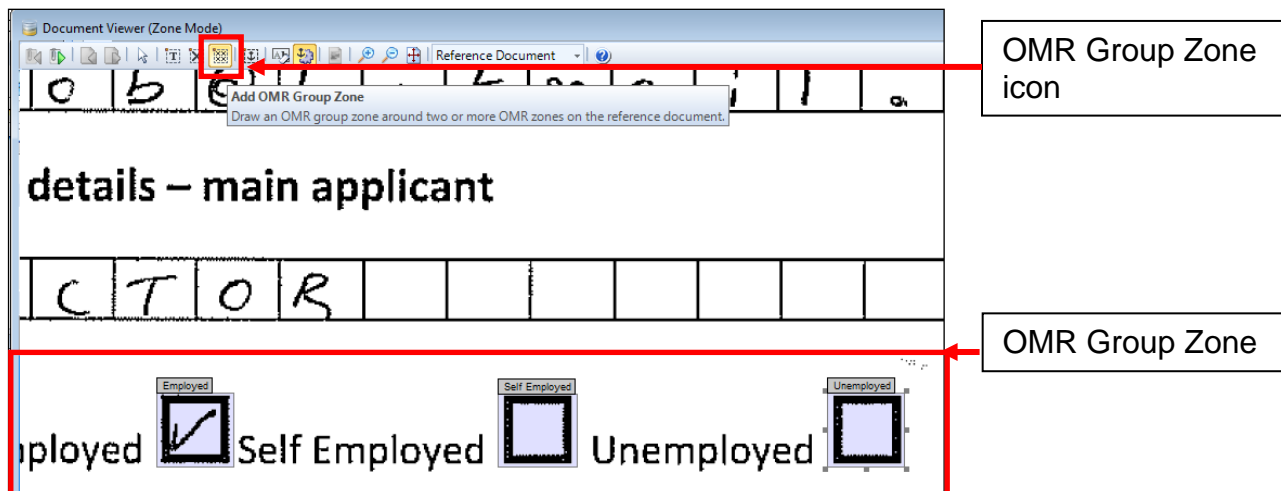 Document Viewer (Zone Mode)
Reference Document
OMR Group Zone
icon
Add OMR Group Zone
Draw an OMR group zone around two or more OMR zones on the reference document.
details – main applicant
C T O R
OMR Group Zone
Employed
Self Employed
Unemployed
ployed Self Employed Unemployed